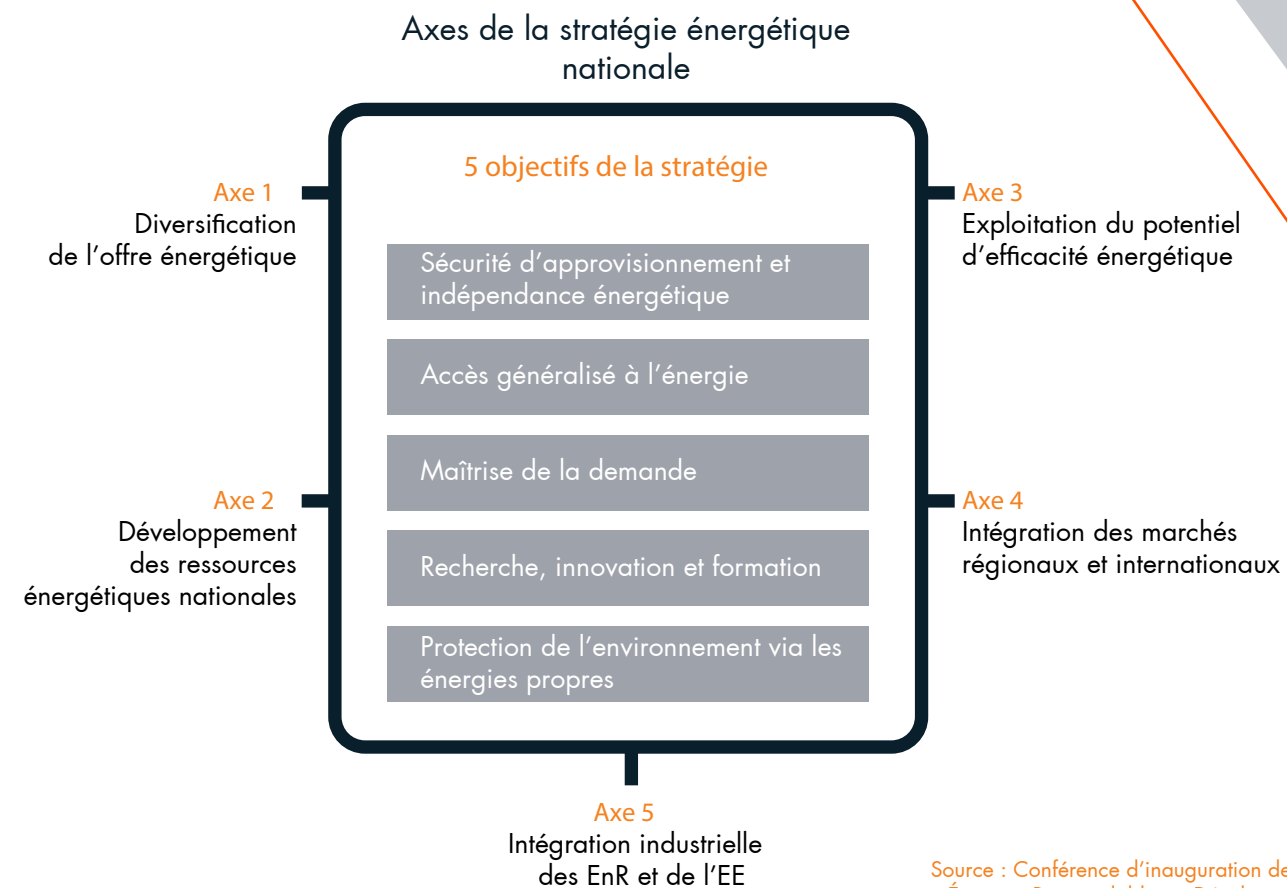 Axes de la stratégie énergétique
nationale
5 objectifs de la stratégie
Axe 1
Diversification
de l’offre énergétique
Axe 2
Développement
des ressources
énergétiques nationales
Sécurité d’approvisionnement et
indépendance énergétique
Accès généralisé à l’énergie
Maîtrise de la demande
Recherche, innovation et formation
Protection de l’environnement via les
énergies propres
Axe 3
Exploitation du potentiel
d’efficacité énergétique
Axe 4
Intégration des marchés
régionaux et internationaux
Axe 5
Intégration industrielle
des EnR et de l’EE
Source : Conférence d’inauguration de